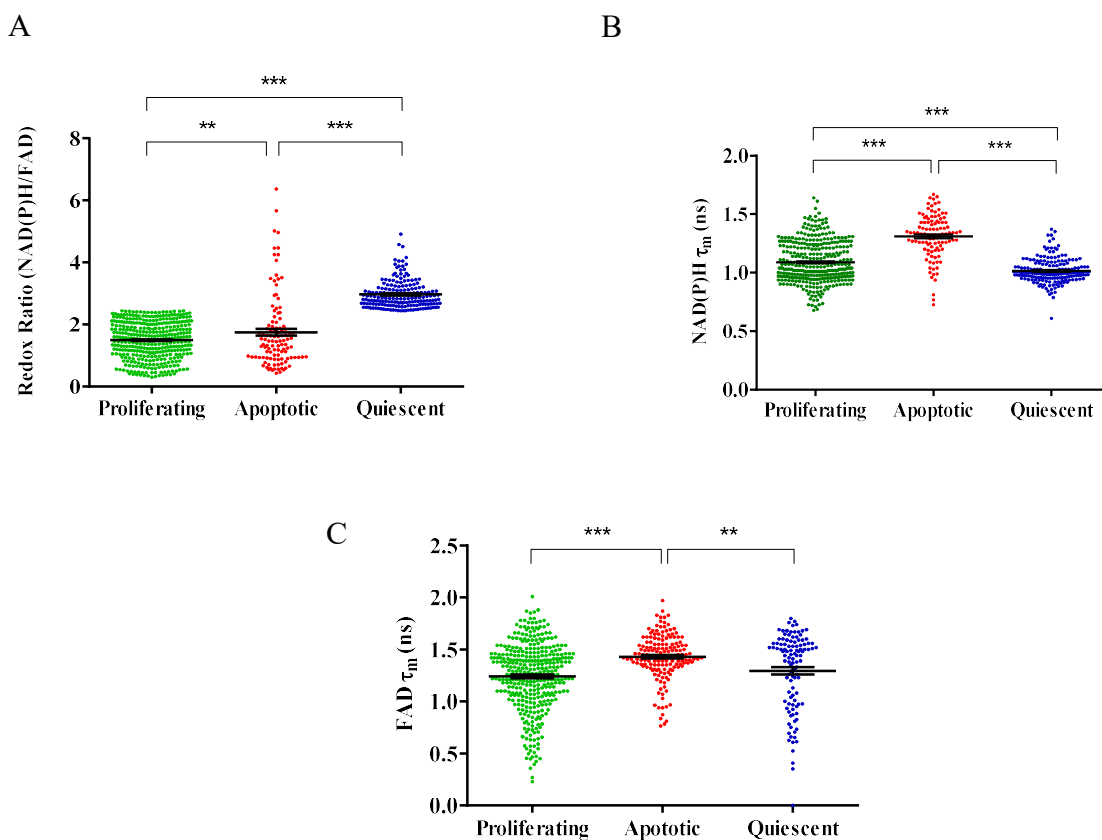 A
***
**
***
Redox Ratio (NAD(P)H/FAD)
8
6
4
2
0
Proliferating
Apoptotic
Quiescent
B
***
***
***
NAD(P)H τm (ns)
2.0
1.5
1.0
0.5
0.0
Proliferating
Apoptotic
Quiescent
C
***
**
FAD τm (ns)
2.5
2.0
1.5
1.0
0.5
0.0
Proliferating
Apototic
Quiescent